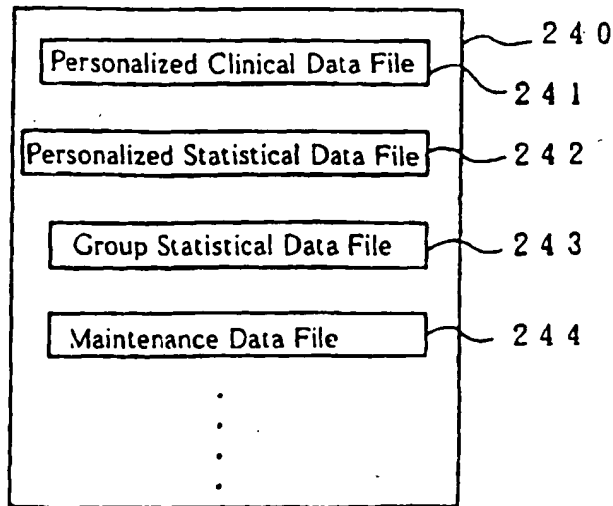 240
Personalized Clinical Data File
241
Personalized Statistical Data File
242
Group Statistical Data File
243
Maintenance Data File
244